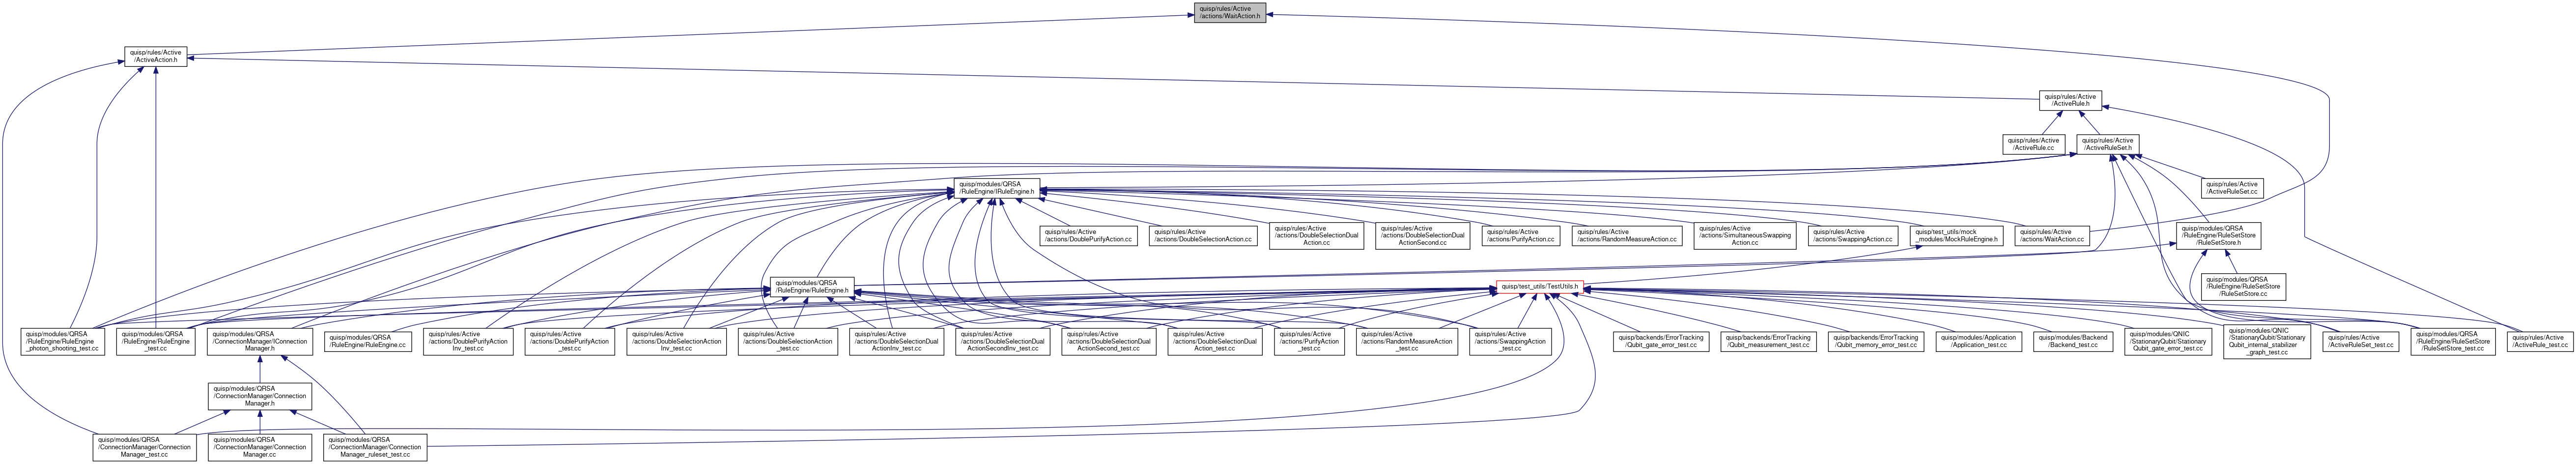 quisp/rules/Active
/actions/WaitAction.h
quisp/rules/Active
/ActiveAction.h
quisp/rules/Active
/ActiveRule.h
quisp/rules/Active
/ActiveRule.cc
quisp/rules/Active
/ActiveRuleSet.h
quisp/modules/QRSA
/RuleEngine/IRuleEngine.h
quisp/rules/Active
/ActiveRuleSet.cc
quisp/rules/Active
/actions/DoublePurifyAction.cc
quisp/rules/Active
/actions/DoubleSelectionAction.cc
quisp/rules/Active
/actions/DoubleSelectionDual
Action.cc
quisp/rules/Active
/actions/DoubleSelectionDual
ActionSecond.cc
quisp/rules/Active
/actions/PurifyAction.cc
quisp/rules/Active
/actions/RandomMeasureAction.cc
quisp/rules/Active
/actions/SimultaneousSwapping
Action.cc
quisp/rules/Active
/actions/SwappingAction.cc
quisp/test_utils/mock
_modules/MockRuleEngine.h
quisp/rules/Active
/actions/WaitAction.cc
quisp/modules/QRSA
/RuleEngine/RuleSetStore
/RuleSetStore.h
quisp/modules/QRSA
/RuleEngine/RuleEngine.h
quisp/test_utils/TestUtils.h
quisp/modules/QRSA
/RuleEngine/RuleSetStore
/RuleSetStore.cc
quisp/modules/QRSA
/RuleEngine/RuleEngine
_photon_shooting_test.cc
quisp/modules/QRSA
/RuleEngine/RuleEngine
_test.cc
quisp/modules/QRSA
/ConnectionManager/IConnection
Manager.h
quisp/modules/QRSA
/RuleEngine/RuleEngine.cc
quisp/rules/Active
/actions/DoublePurifyAction
Inv_test.cc
quisp/rules/Active
/actions/DoublePurifyAction
_test.cc
quisp/rules/Active
/actions/DoubleSelectionAction
Inv_test.cc
quisp/rules/Active
/actions/DoubleSelectionAction
_test.cc
quisp/rules/Active
/actions/DoubleSelectionDual
ActionInv_test.cc
quisp/rules/Active
/actions/DoubleSelectionDual
ActionSecondInv_test.cc
quisp/rules/Active
/actions/DoubleSelectionDual
ActionSecond_test.cc
quisp/rules/Active
/actions/DoubleSelectionDual
Action_test.cc
quisp/rules/Active
/actions/PurifyAction
_test.cc
quisp/rules/Active
/actions/RandomMeasureAction
_test.cc
quisp/rules/Active
/actions/SwappingAction
_test.cc
quisp/backends/ErrorTracking
/Qubit_gate_error_test.cc
quisp/backends/ErrorTracking
/Qubit_measurement_test.cc
quisp/backends/ErrorTracking
/Qubit_memory_error_test.cc
quisp/modules/Application
/Application_test.cc
quisp/modules/Backend
/Backend_test.cc
quisp/modules/QNIC
/StationaryQubit/Stationary
Qubit_gate_error_test.cc
quisp/modules/QNIC
/StationaryQubit/Stationary
Qubit_internal_stabilizer
_graph_test.cc
quisp/rules/Active
/ActiveRuleSet_test.cc
quisp/modules/QRSA
/RuleEngine/RuleSetStore
/RuleSetStore_test.cc
quisp/rules/Active
/ActiveRule_test.cc
quisp/modules/QRSA
/ConnectionManager/Connection
Manager.h
quisp/modules/QRSA
/ConnectionManager/Connection
Manager_test.cc
quisp/modules/QRSA
/ConnectionManager/Connection
Manager.cc
quisp/modules/QRSA
/ConnectionManager/Connection
Manager_ruleset_test.cc